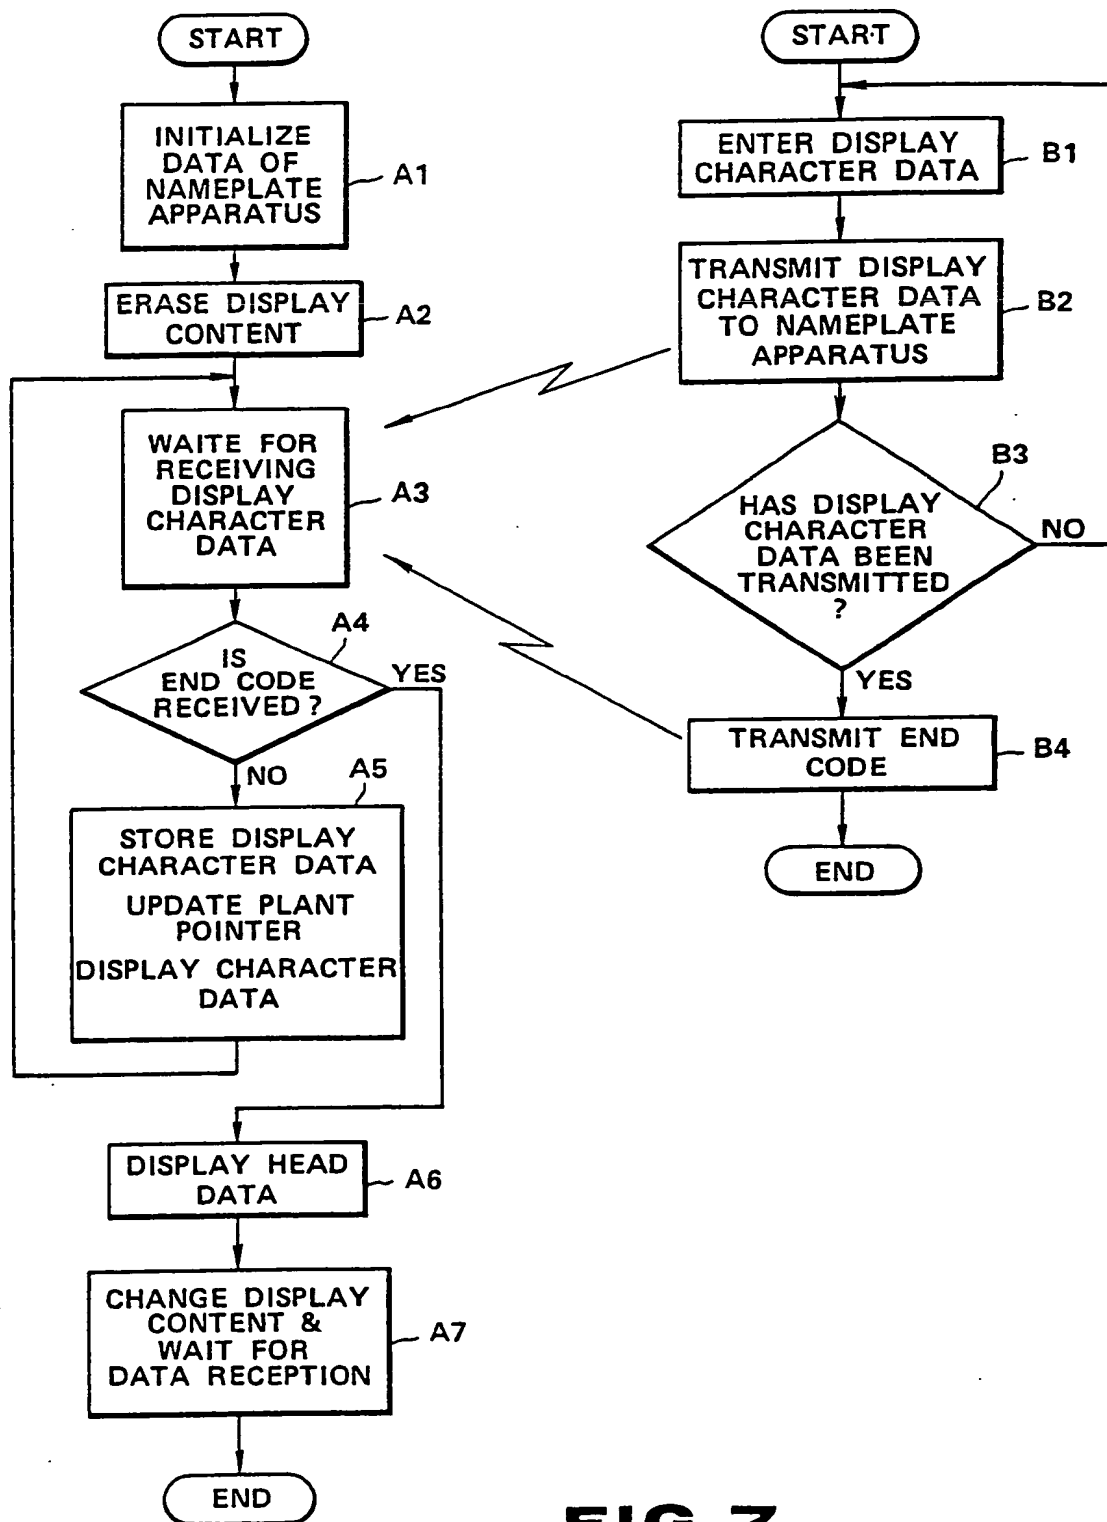 START
INITIALIZE
DATA OF
NAMEPLATE
APPARATUS
A1
ERASE DISPLAY
CONTENT
A2
WAITE FOR
RECEIVING
DISPLAY
CHARACTER
DATA
A3
A4
IS
END CODE
RECEIVED ?
YES
NO
A5
STORE DISPLAY
CHARACTER DATA
UPDATE PLANT
POINTER
DISPLAY CHARACTER
DATA
DISPLAY HEAD
DATA
A6
CHANGE DISPLAY
CONTENT &
WAIT FOR
DATA RECEPTION
A7
END
START
ENTER DISPLAY
CHARACTER DATA
B1
TRANSMIT DISPLAY
CHARACTER DATA
TO NAMEPLATE
APPARATUS
B2
B3
HAS DISPLAY
CHARACTER
DATA BEEN
TRANSMITTED
?
NO
YES
TRANSMIT END
CODE
B4
END
FIG.7